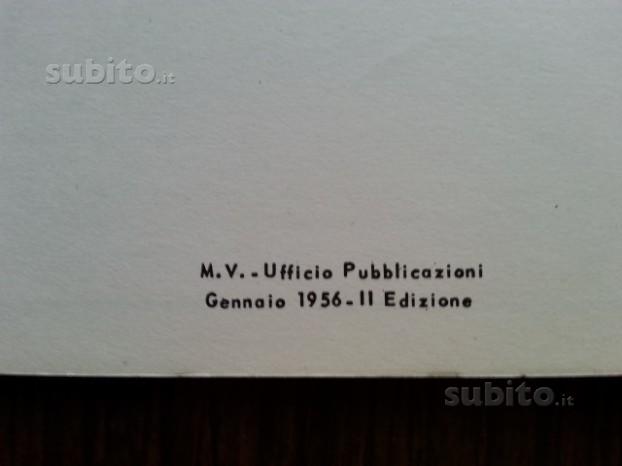 subito.it
M.V.-Ufficio Pubblicazioni
Gennaio 1956-II Edizione
subito.it